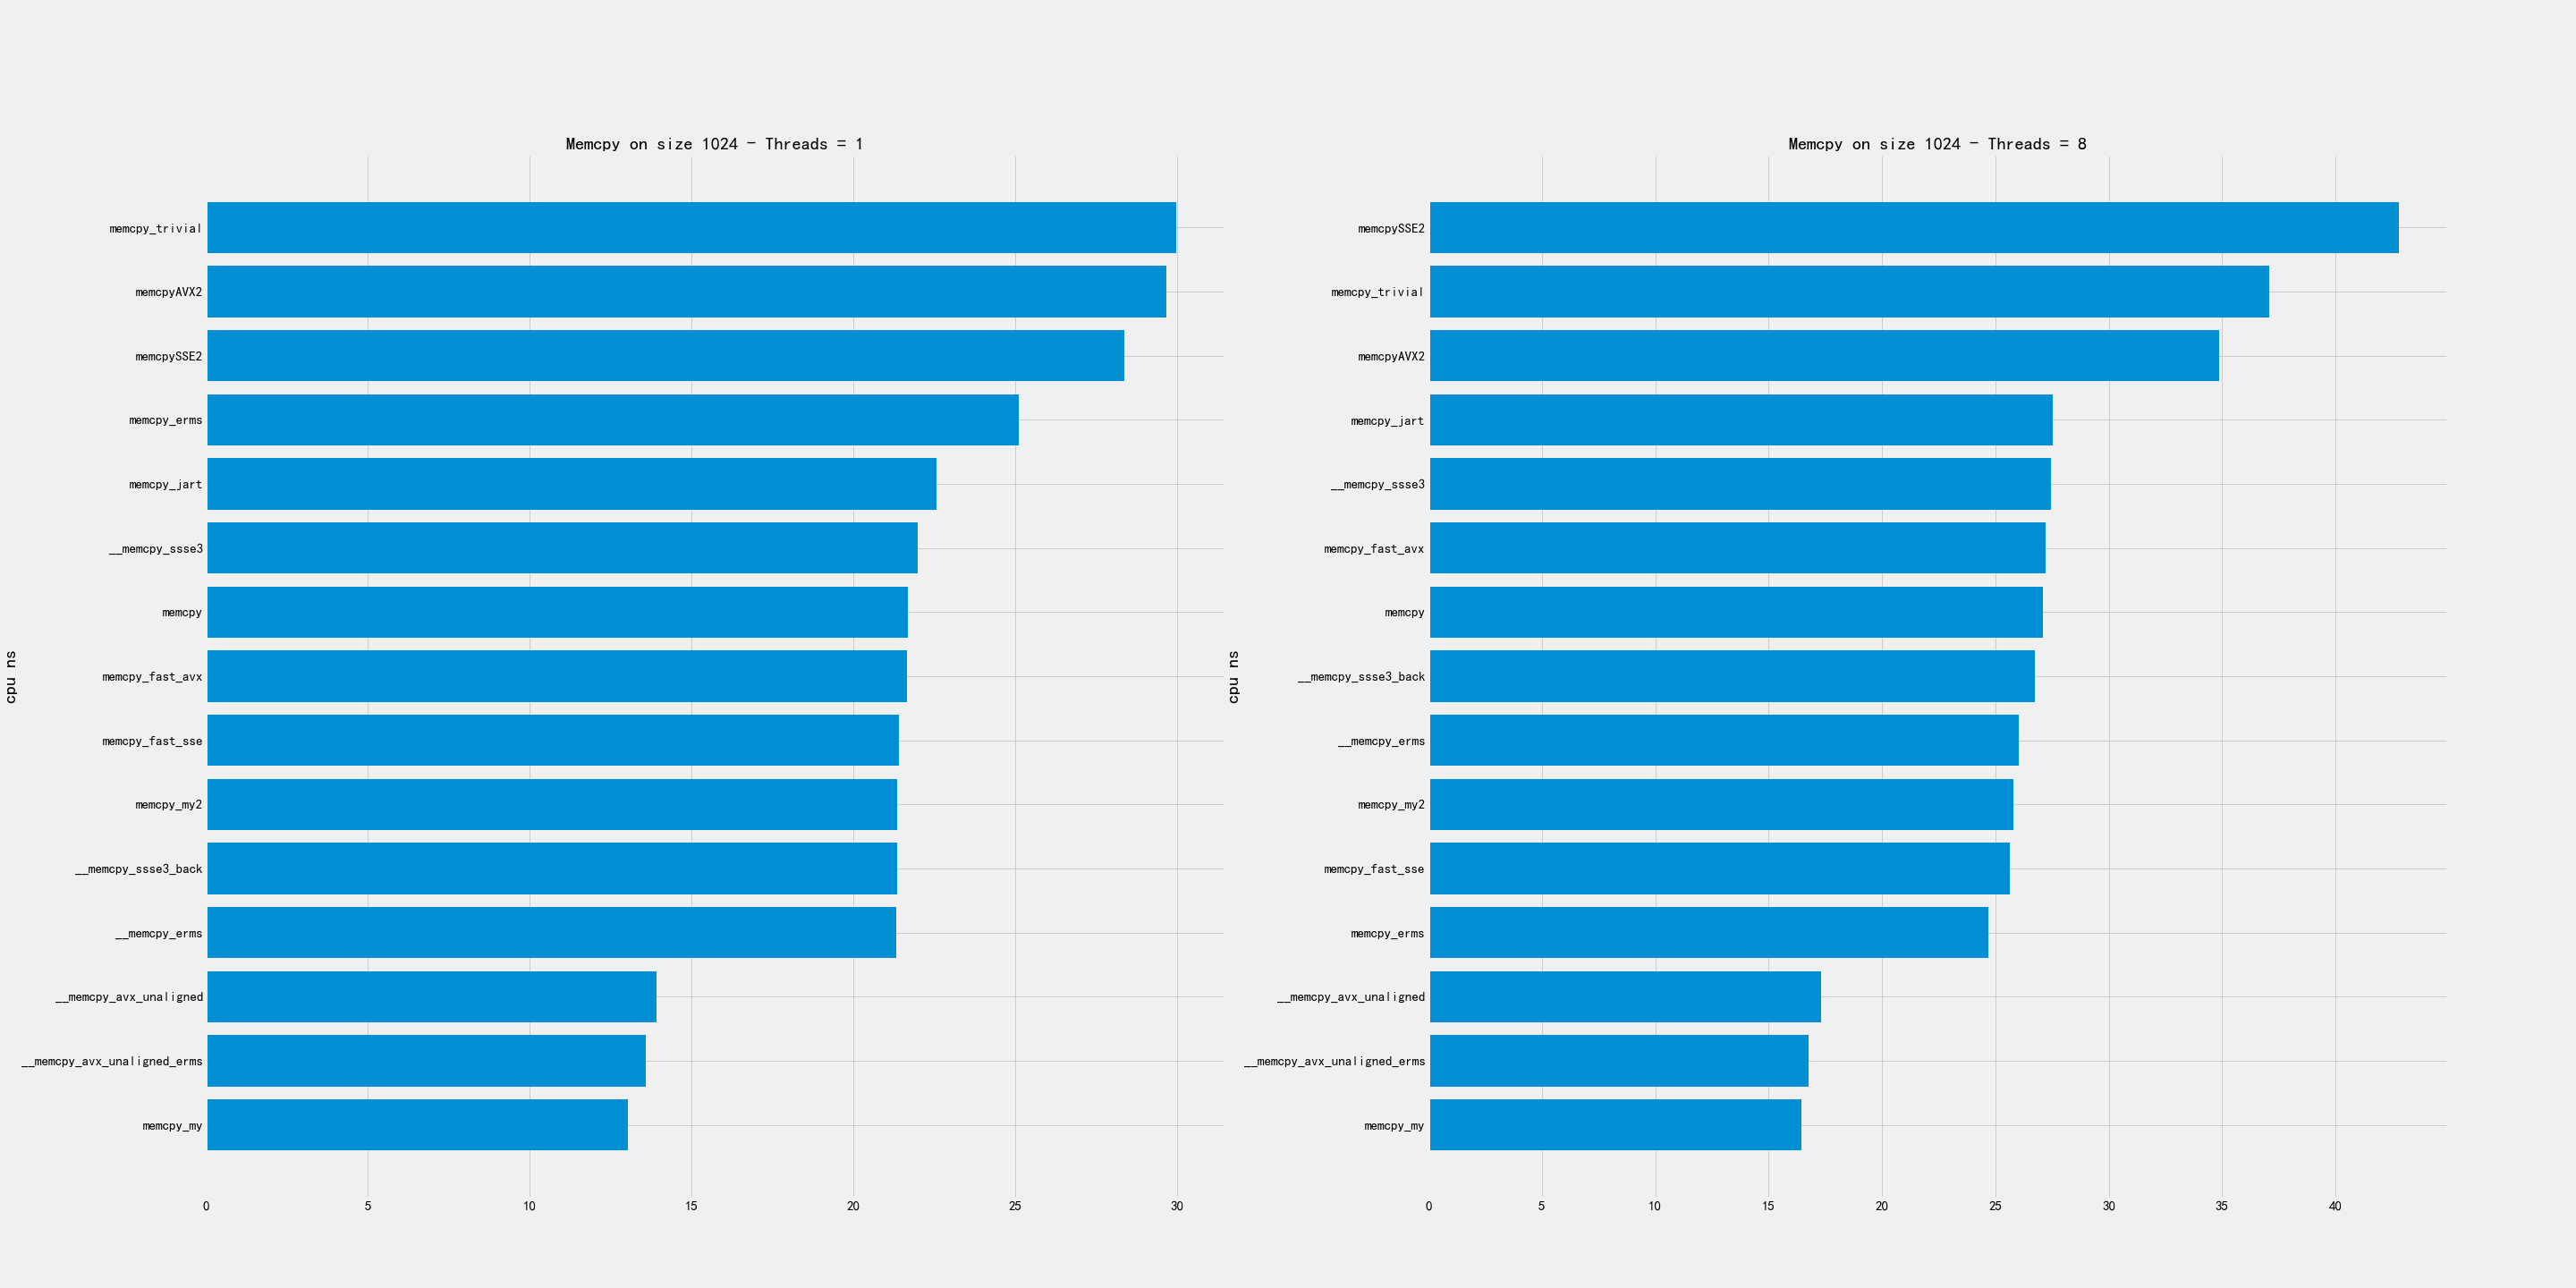 Memcpy on size 1024 - Threads = 1
cpu ns
memcpy_trivial
memcpyAVX2
memcpySSE2
memcpy_erms
memcpy_jart
__memcpy_ssse3
memcpy
memcpy_fast_avx
memcpy_fast_sse
memcpy_my2
__memcpy_ssse3_back
__memcpy_erms
__memcpy_avx_unaligned
__memcpy_avx_unaligned_erms
memcpy_my
0 5 10 15 20 25 30
Memcpy on size 1024 - Threads = 8
cpu ns
memcpySSE2
memcpy_trivial
memcpyAVX2
memcpy_jart
__memcpy_ssse3
memcpy_fast_avx
memcpy
__memcpy_ssse3_back
__memcpy_erms
memcpy_my2
memcpy_fast_sse
memcpy_erms
__memcpy_avx_unaligned
__memcpy_avx_unaligned_erms
memcpy_my
0 5 10 15 20 25 30 35 40